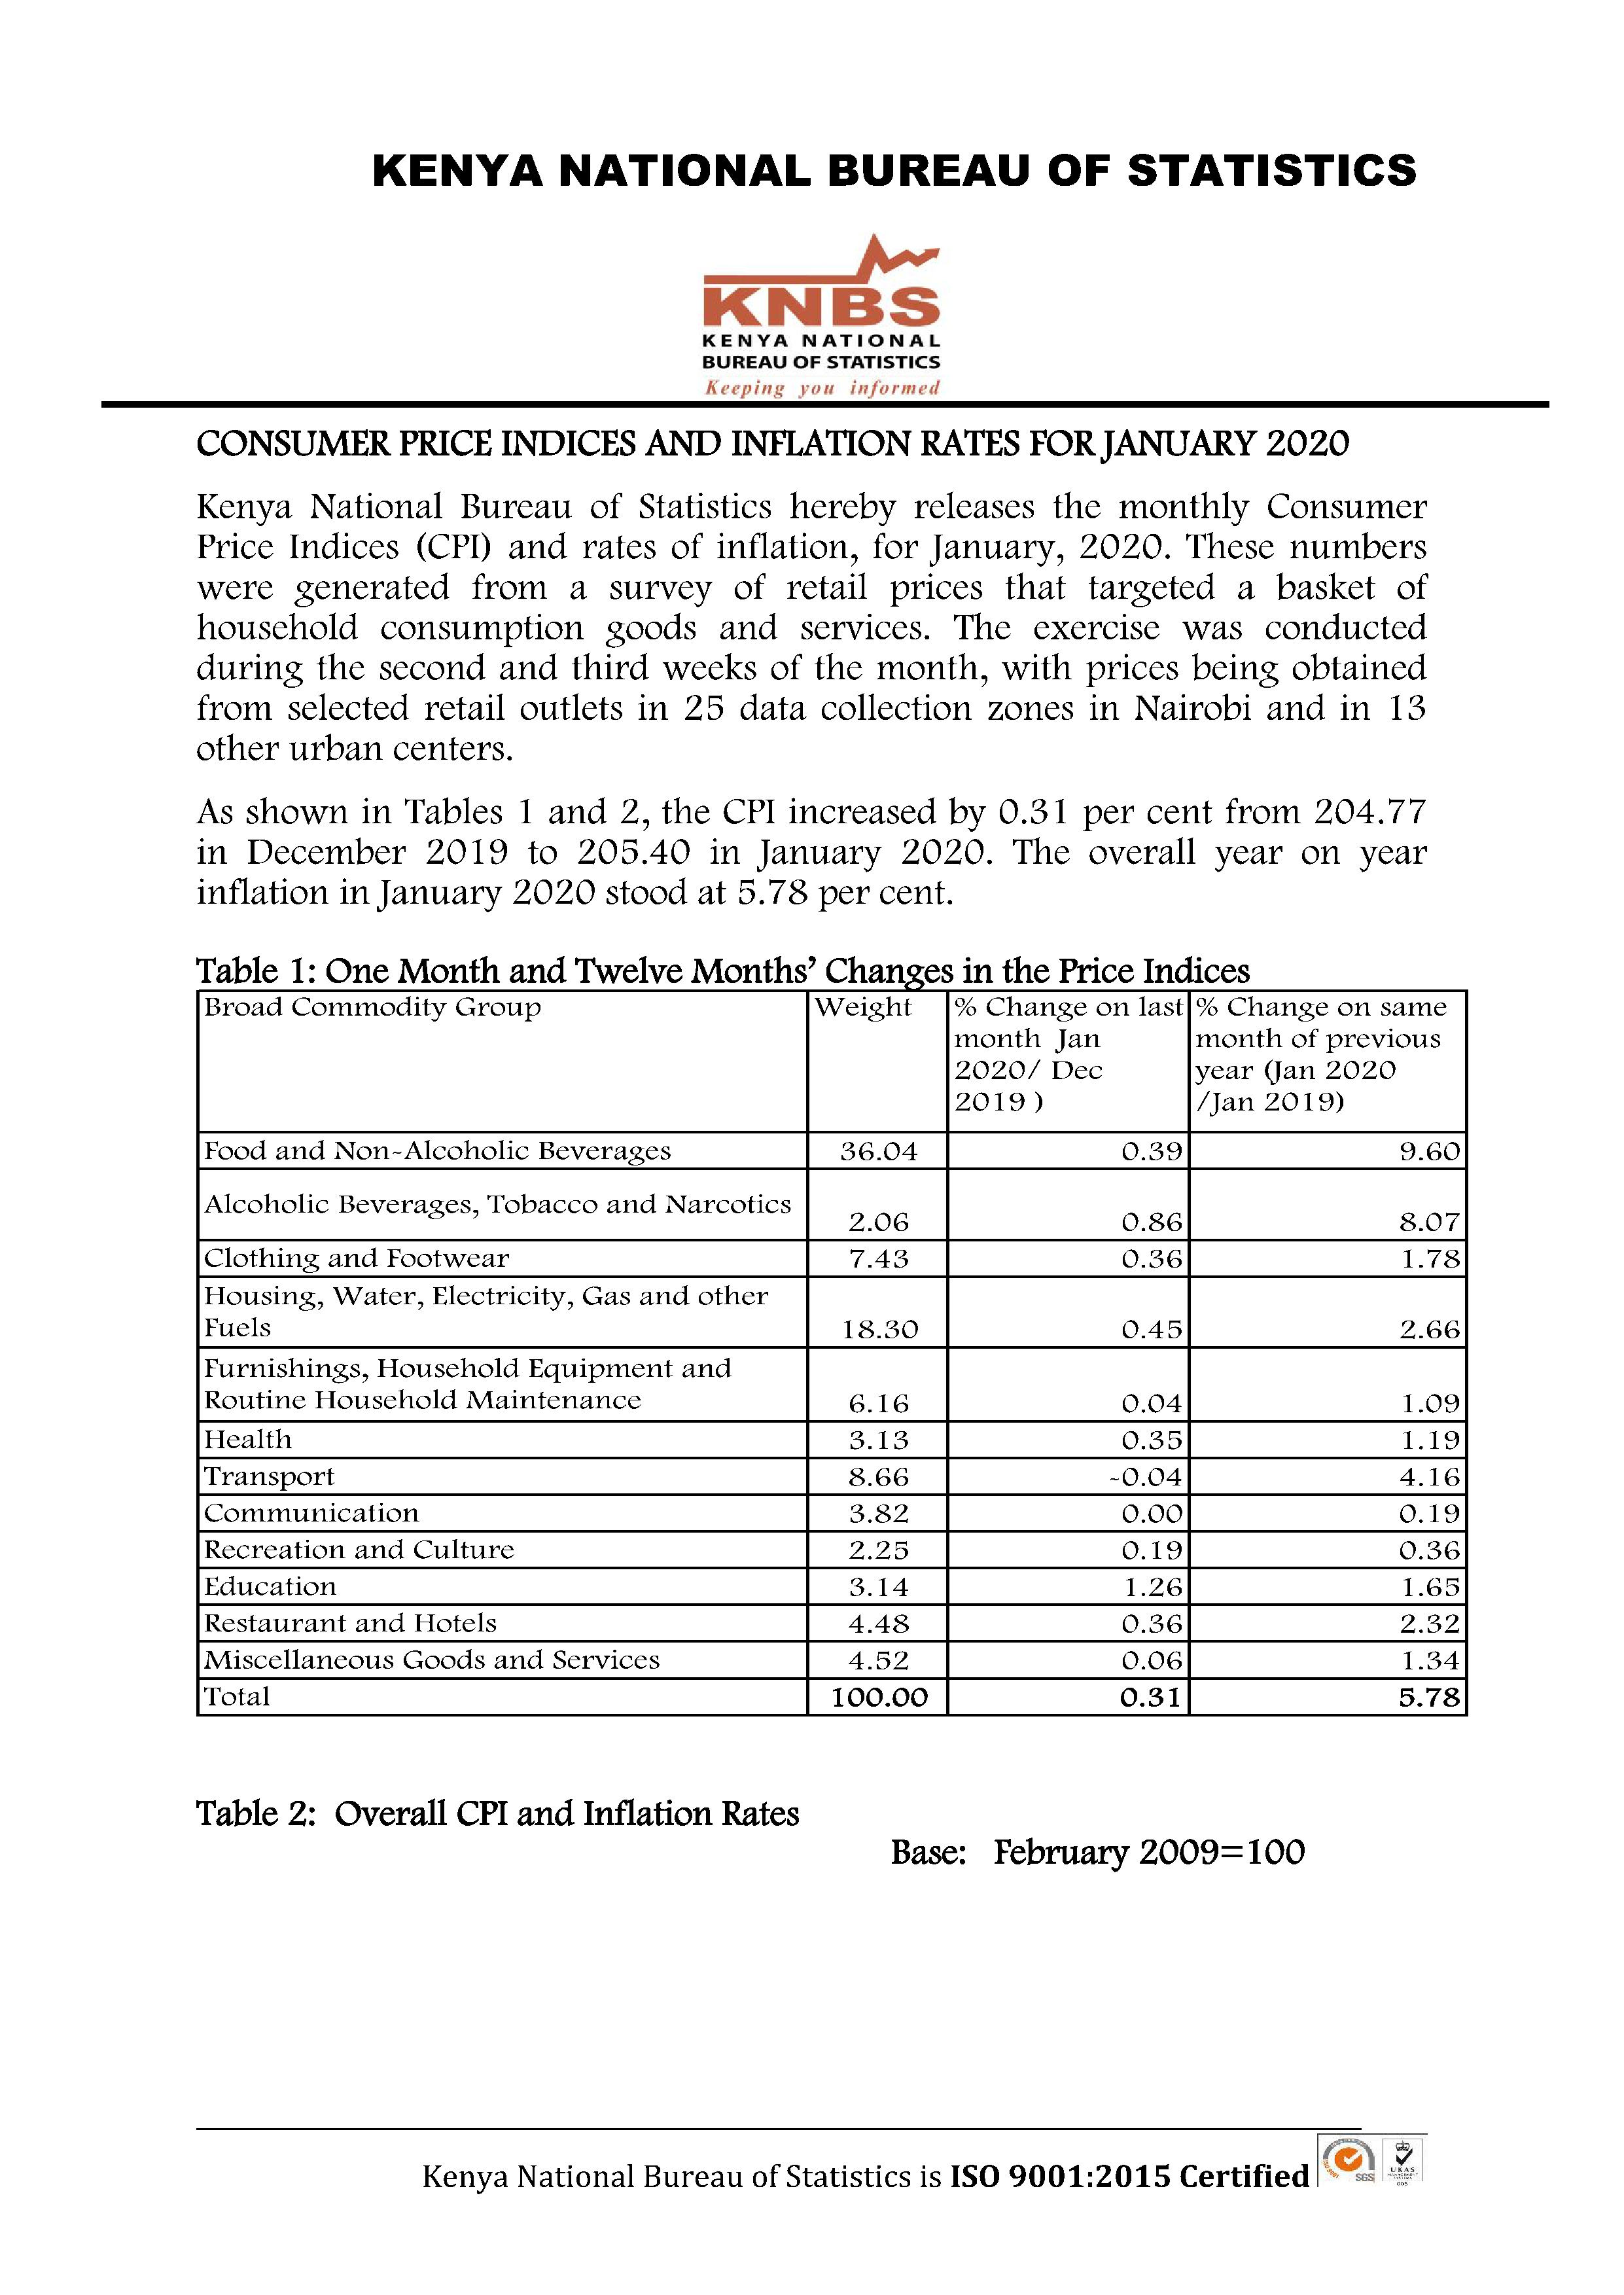 KENYA NATIONAL BUREAU OF STATISTICS
KNBS
KENYA NATIONAL
BUREAU OF STATISTICS
Keeping you informed
CONSUMER PRICE INDICES AND INFLATION RATES FOR JANUARY 2020
Kenya National Bureau of Statistics hereby releases the monthly Consumer
Price Indices (CPI) and rates of inflation, for January, 2020. These numbers
were generated from a survey of retail prices that targeted a basket of
household consumption goods and services. The exercise was conducted
during the second and third weeks of the month, with prices being obtained
from selected retail outlets in 25 data collection zones in Nairobi and in 13
other urban centers.
As shown in Tables 1 and 2, the CPI increased by 0.31 per cent from 204.77
in December 2019 to 205.40 in January 2020. The overall year on year
inflation in January 2020 stood at 5.78 per cent.
Table 1: One Month and Twelve Months' Changes in the Price Indices
Broad Commodity Group Weight % Change on last % Change on same
month Jan month of previous
2020/ Dec year (Jan 2020
2019 ) /Jan 2019)
Food and Non-Alcoholic Beverages 36.04 0.39 9.60
Alcoholic Beverages, Tobacco and Narcotics 2.06 0.86 8.07
Clothing and Footwear 7.43 0.36 1.78
Housing, Water, Electricity, Gas and other
Fuels 18.30 0.45 2.66
Furnishings, Household Equipment and
Routine Household Maintenance 6.16 0.04 1.09
Health 3.13 0.35 1.19
Transport 8.66 -0.04 4.16
Communication 3.82 0.00 0.19
Recreation and Culture 2.25 0.19 0.36
Education 3.14 1.26 1.65
Restaurant and Hotels 4.48 0.36 2.32
Miscellaneous Goods and Services 4.52 0.06 1.34
Total 100.00 0.31 5.78
Table 2: Overall CPI and Inflation Rates
Base: February 2009=100
Kenya National Bureau of Statistics is ISO 9001:2015 Certified
SGS
UKAS